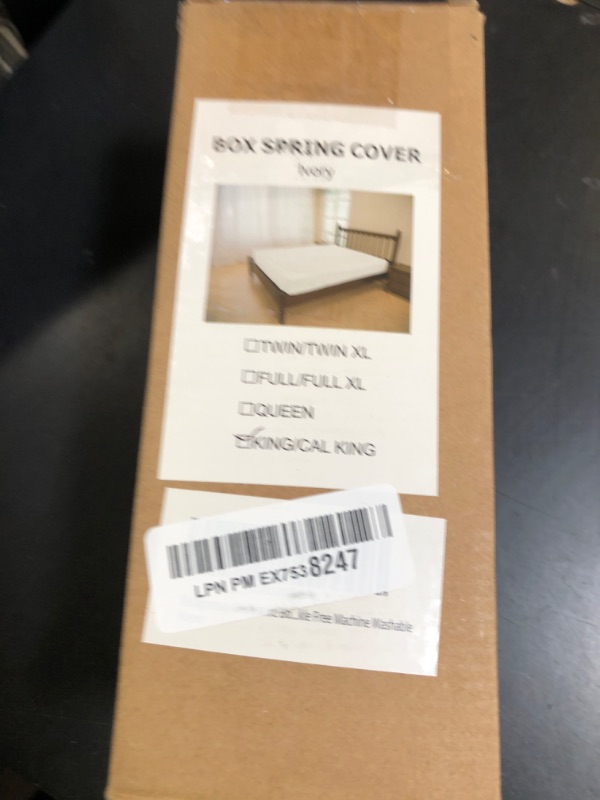 BOX SPRING COVER
Ivory
☐TWIN/TWIN XL
☐FULL/FULL XL
☐QUEEN
☑KING/CAL KING
LPN PM EX7538247
Free Machine Washable